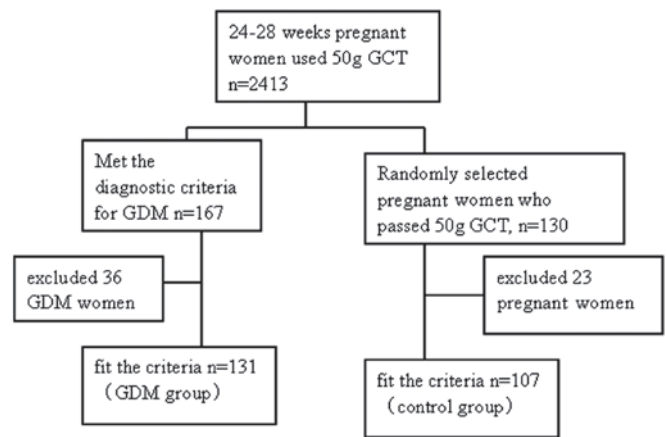 24-28 weeks pregnant
women used 50g GCT
n=2413
Met the
diagnostic criteria
for GDM n=167
Randomly selected
pregnant women who
passed 50g GCT, n=130
excluded 36
GDM women
excluded 23
pregnant women
fit the criteria n=131
(GDM group)
fit the criteria n=107
(control group)